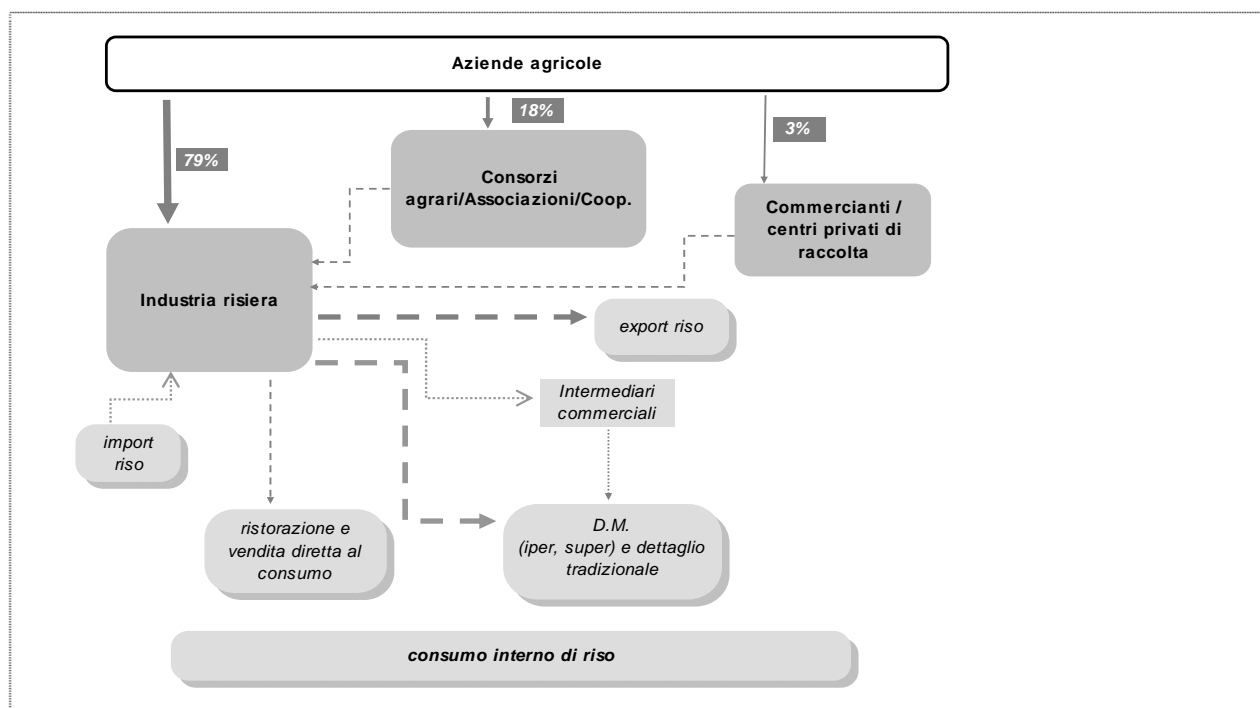 Aziende agricole
18%
3%
79%
Consorzi
agrari/Associazioni/Coop.
Commercianti /
centri privati di
raccolta
Industria risiera
export riso
Intermediari
commerciali
import
riso
ristorazione e
vendita diretta al
consumo
D.M.
(iper, super) e dettaglio
tradizionale
consumo interno di riso